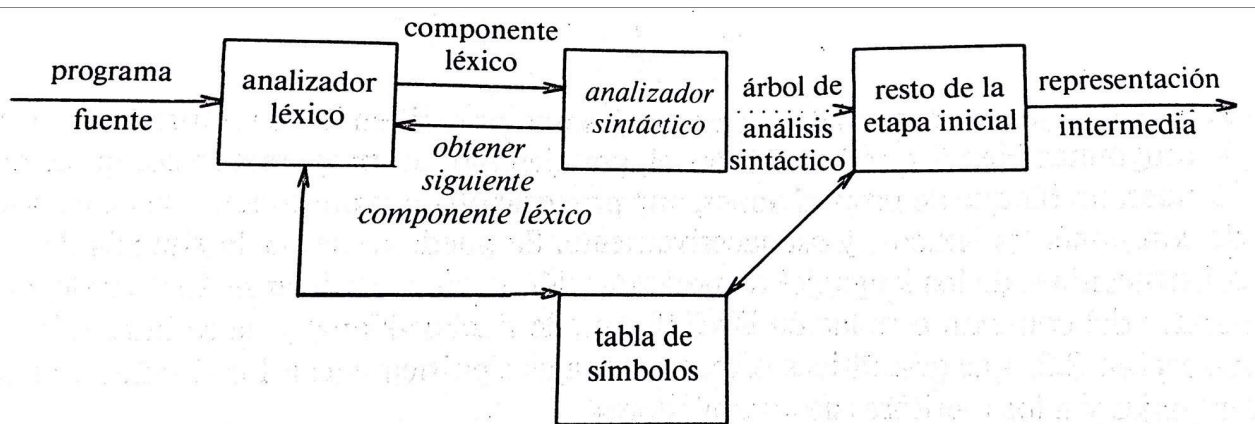 programa
fuente
analizador
léxico
componente
léxico
obtener
siguiente
componente léxico
analizador
sintáctico
árbol de
análisis
sintáctico
resto de la
etapa inicial
representación
intermedia
tabla de
símbolos